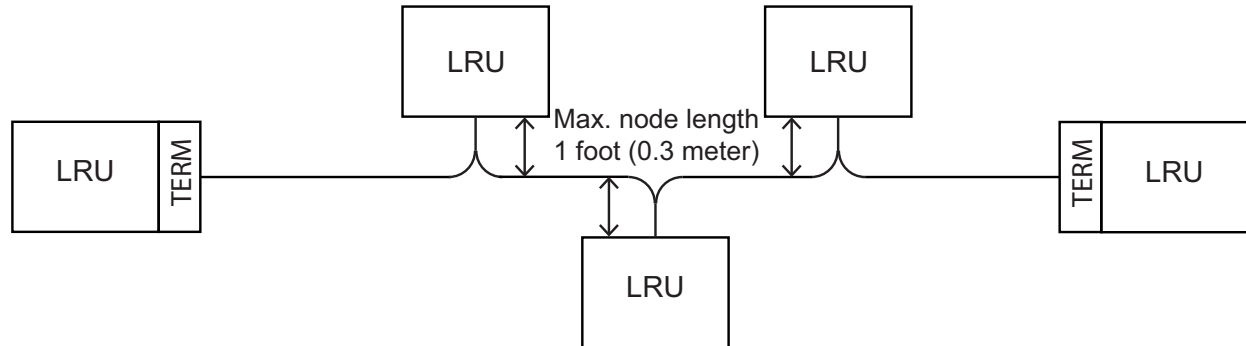 LRU
LRU
Max. node length
1 foot (0.3 meter)
LRU
TERM
TERM
LRU
LRU